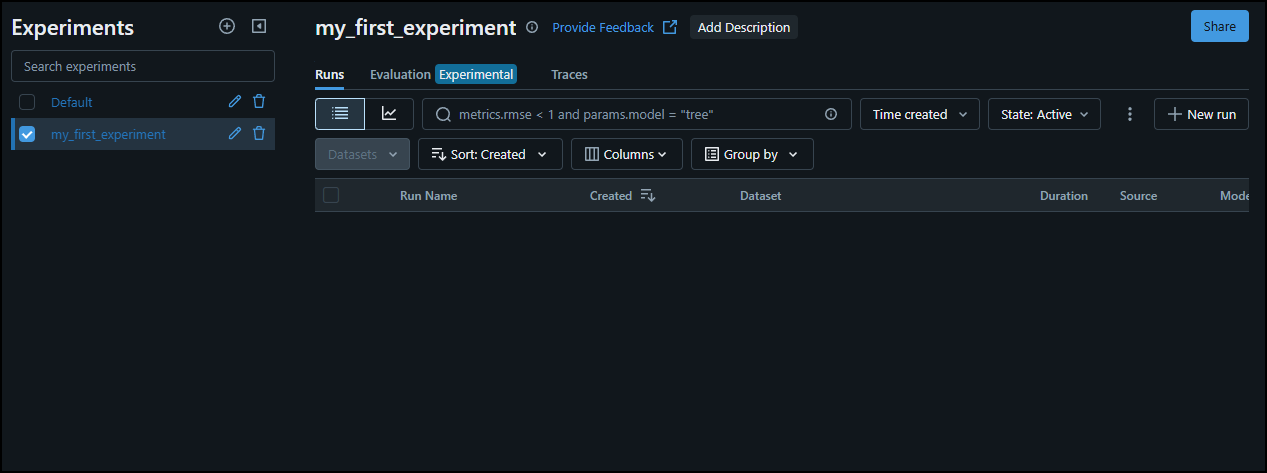 Experiments
Search experiments
Default
my_first_experiment
my_first_experiment Provide Feedback Add Description Share
Runs Evaluation Experimental Traces
metrics.rmse < 1 and params.model = "tree" Time created State: Active New run
Datasets Sort: Created Columns Group by
Run Name Created Dataset Duration Source Mode